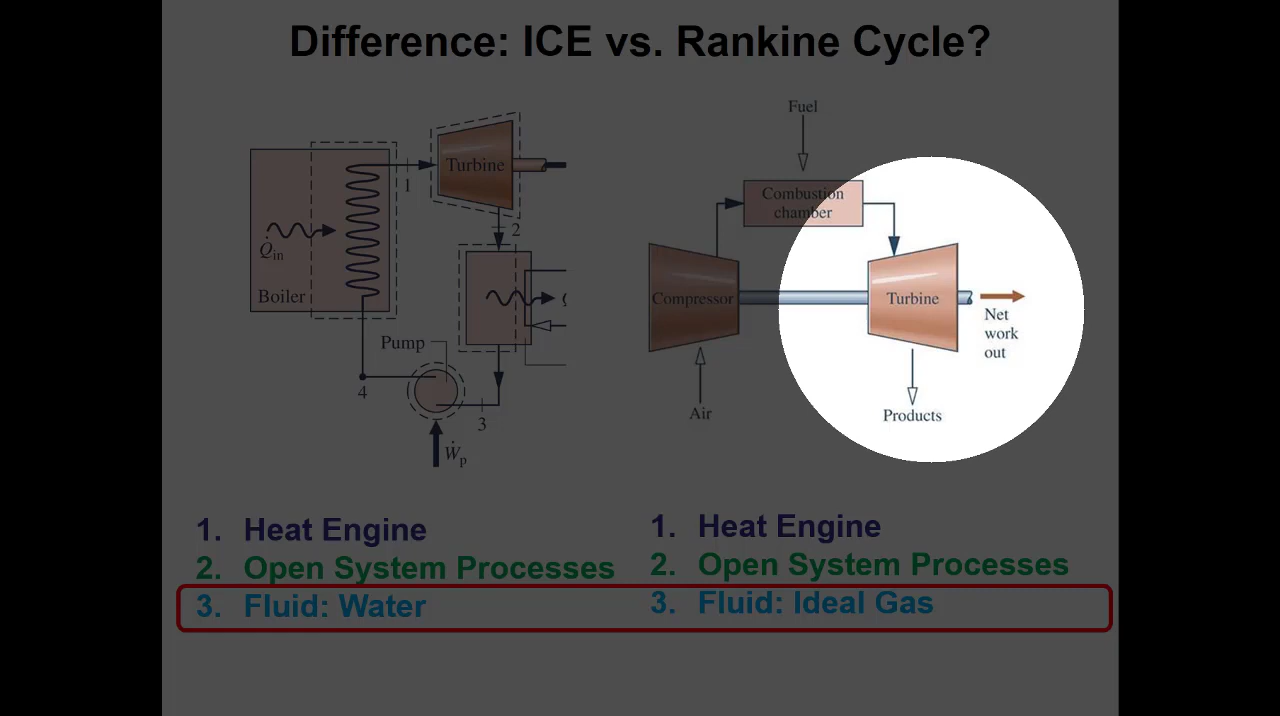 Difference: ICE vs. Rankine Cycle?
Turbine
1
2
Q̇in
Boiler
Pump
4
3
Ẇp
Fuel
Combustion
chamber
Compressor
Turbine
Net
work
out
Air
Products
1. Heat Engine
2. Open System Processes
3. Fluid: Water
1. Heat Engine
2. Open System Processes
3. Fluid: Ideal Gas